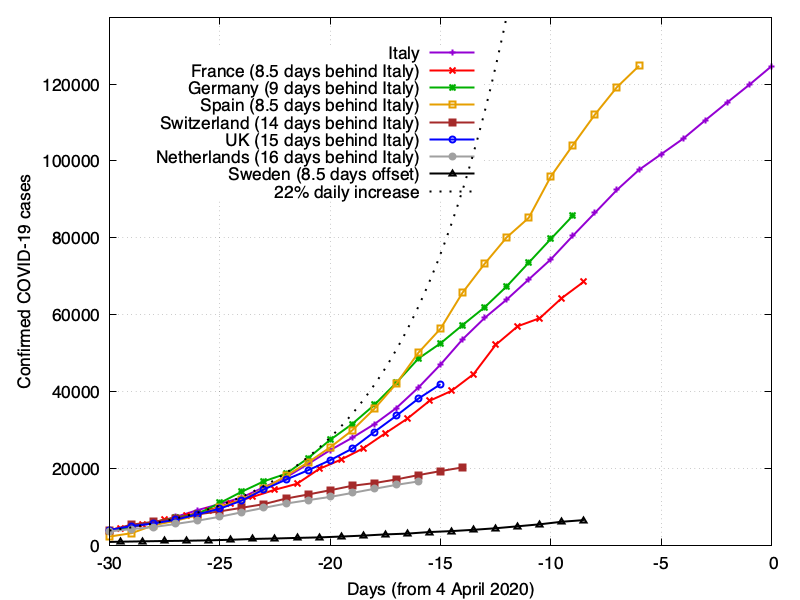 Italy
France (8.5 days behind Italy)
Germany (9 days behind Italy)
Spain (8.5 days behind Italy)
Switzerland (14 days behind Italy)
UK (15 days behind Italy)
Netherlands (16 days behind Italy)
Sweden (8.5 days offset)
22% daily increase
120000
100000
80000
60000
40000
20000
0
Confirmed COVID-19 cases
-30 -25 -20 -15 -10 -5 0
Days (from 4 April 2020)